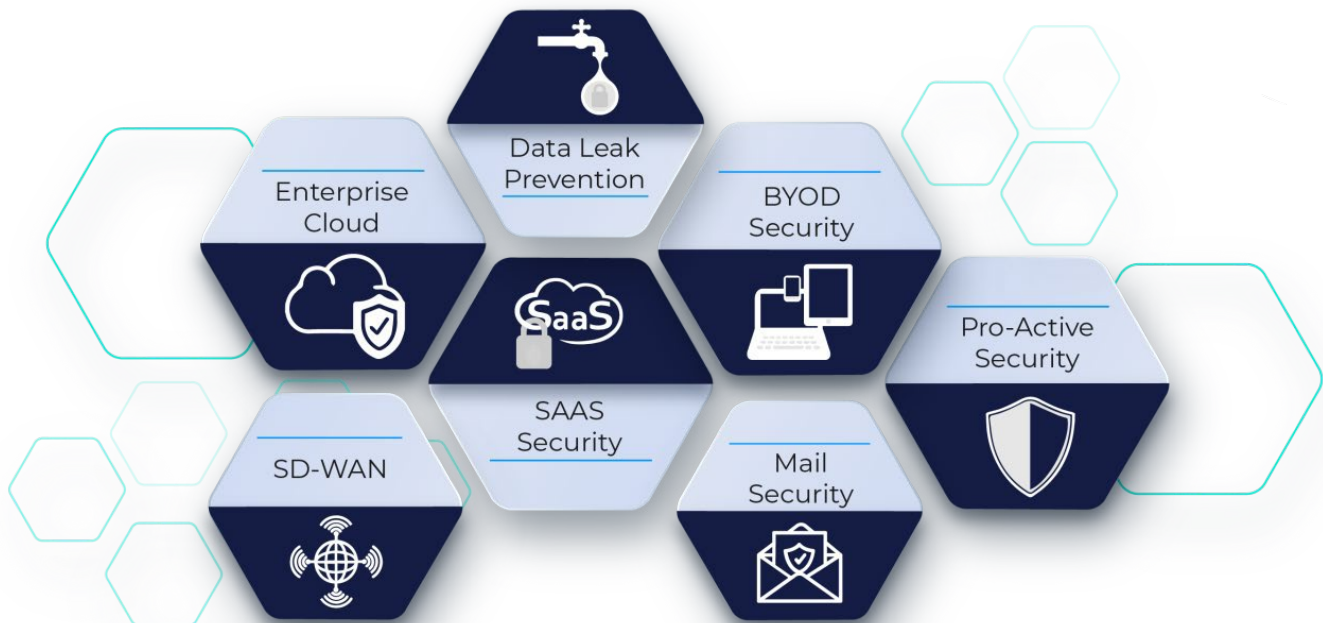 Data Leak
Prevention
Enterprise
Cloud
BYOD
Security
SaaS
Pro-Active
Security
SAAS
Security
SD-WAN
Mail
Security